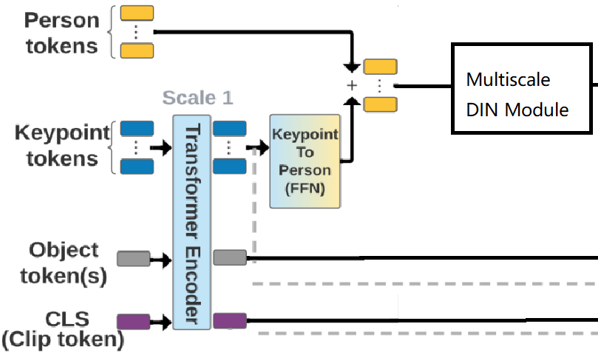 Person
tokens
+
Multiscale
DIN Module
Scale 1
Keypoint
tokens
Transformer Encoder
Keypoint
To
Person
(FFN)
Object
token(s)
CLS
(Clip token)